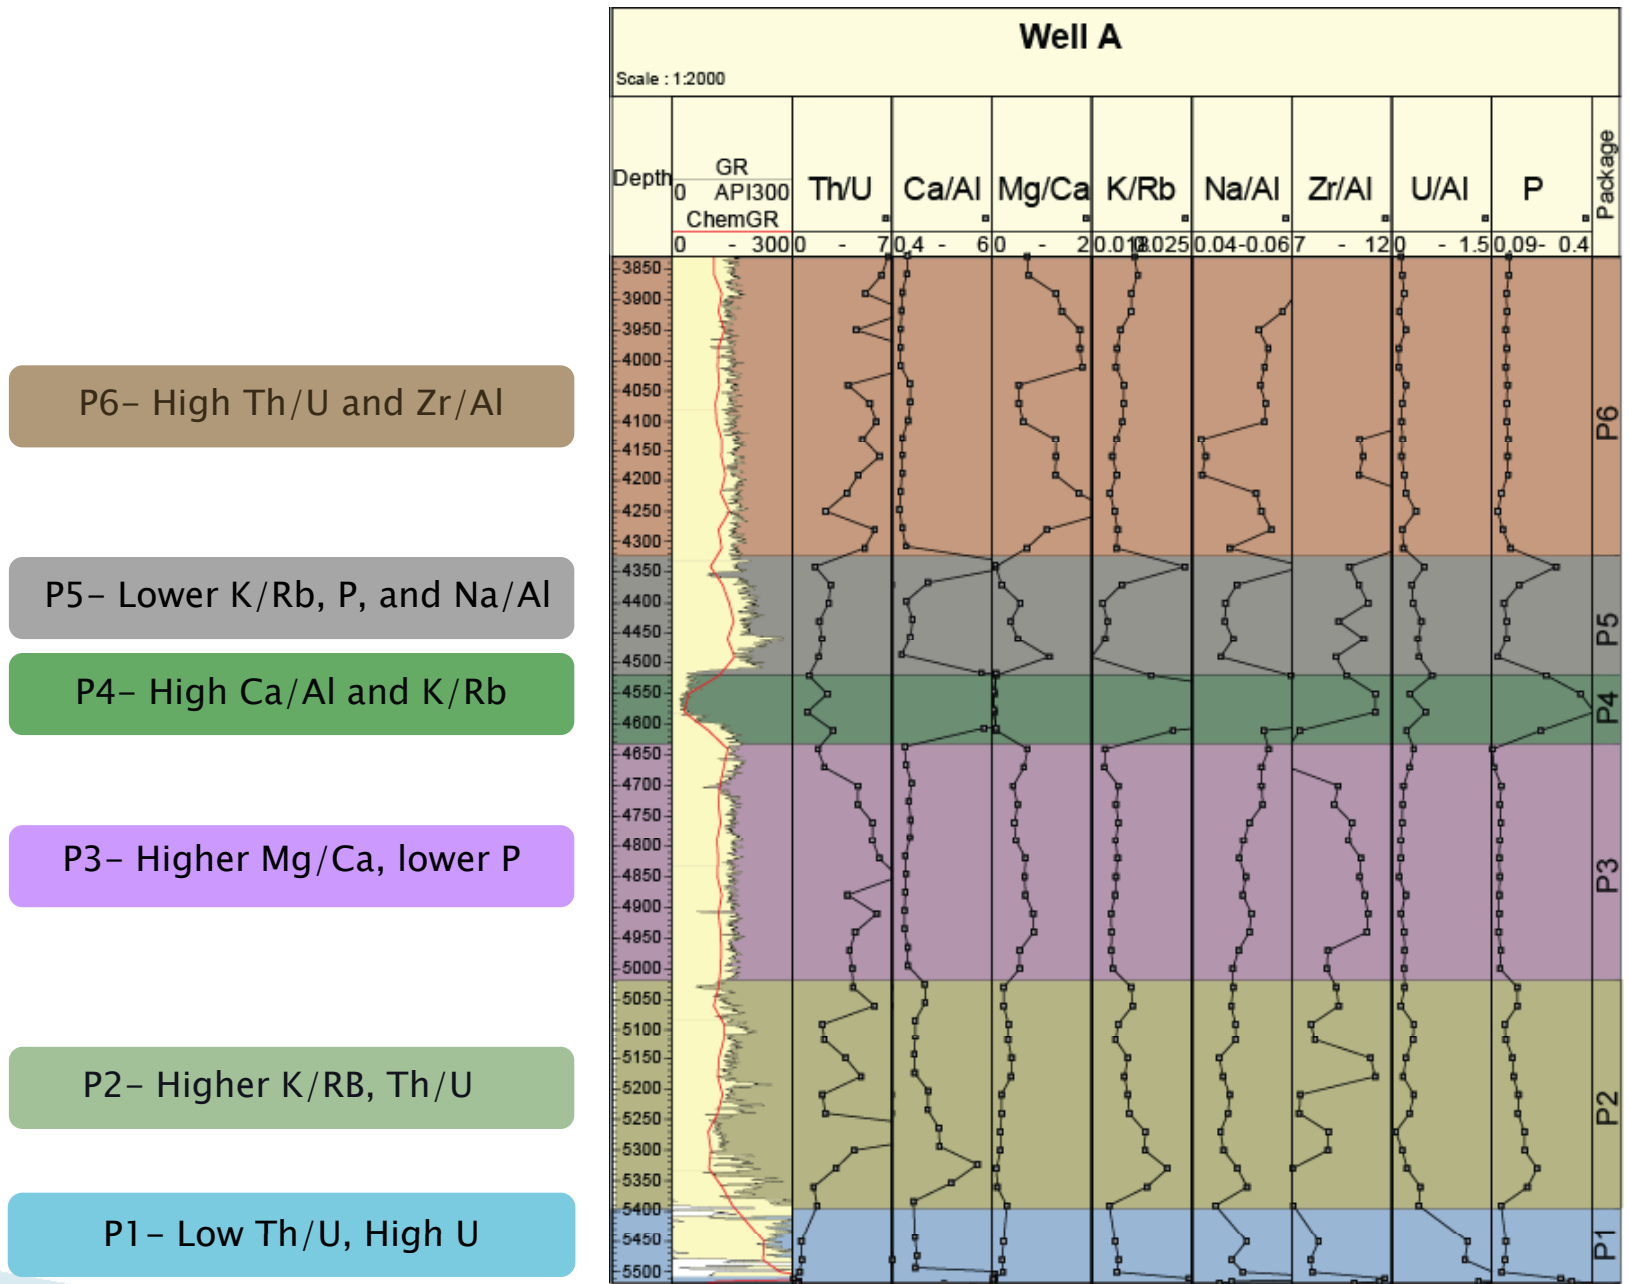 Well A
Scale : 1:2000
Depth
GR
0 API 300
ChemGR
0 - 300
Th/U
0 - 7
Ca/Al
0.4 - 6
Mg/Ca
0 - 2
K/Rb
0.018 0.025
Na/Al
0.04 - 0.06
Zr/Al
7 - 12
U/Al
0 - 1.5
P
0.09 - 0.4
Package
3850
3900
3950
4000
4050
4100
4150
4200
4250
4300
4350
4400
4450
4500
4550
4600
4650
4700
4750
4800
4850
4900
4950
5000
5050
5100
5150
5200
5250
5300
5350
5400
5450
5500
P6
P5
P4
P3
P2
P1
P6– High Th/U and Zr/Al
P5– Lower K/Rb, P, and Na/Al
P4– High Ca/Al and K/Rb
P3– Higher Mg/Ca, lower P
P2– Higher K/RB, Th/U
P1– Low Th/U, High U